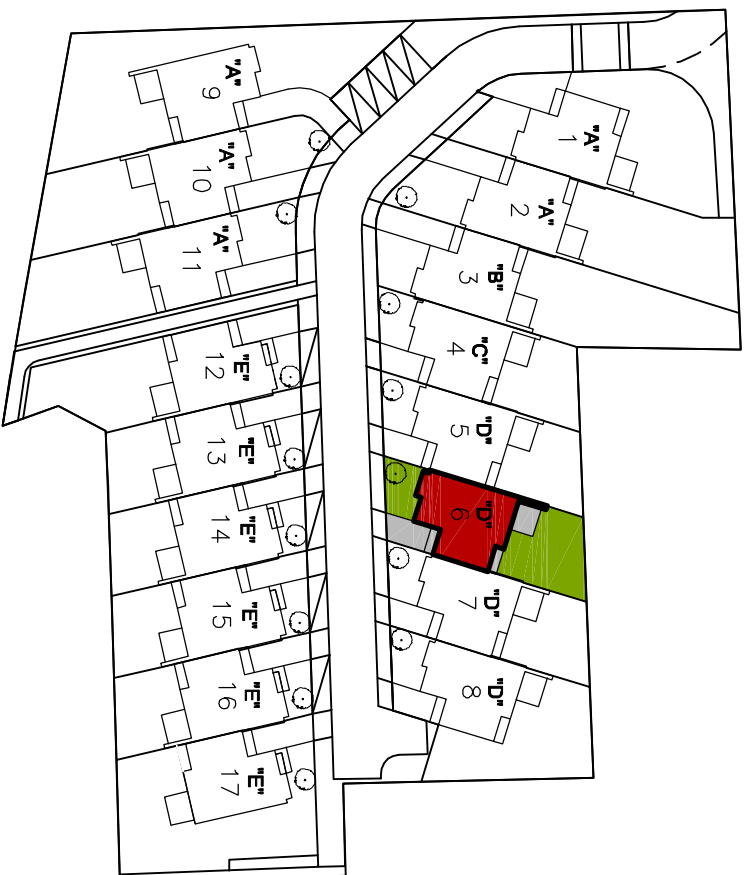 1 "A"
2 "A"
3 "B"
4 "C"
5 "D"
6 "D"
7 "D"
8 "D"
9 "A"
10 "A"
11 "A"
12 "E"
13 "E"
14 "E"
15 "E"
16 "E"
17 "E"